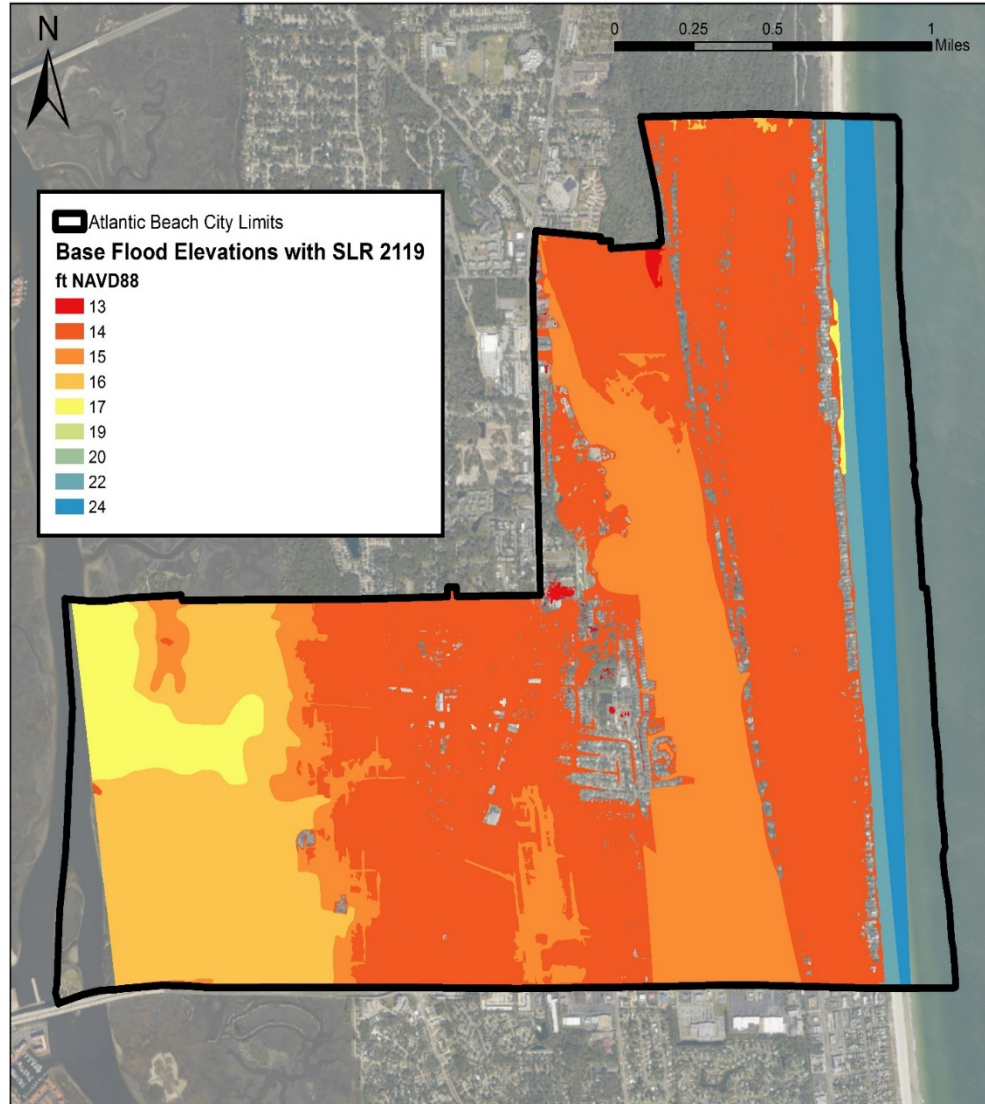 N
0 0.25 0.5 1
Miles
Atlantic Beach City Limits
Base Flood Elevations with SLR 2119
ft NAVD88
13
14
15
16
17
19
20
22
24